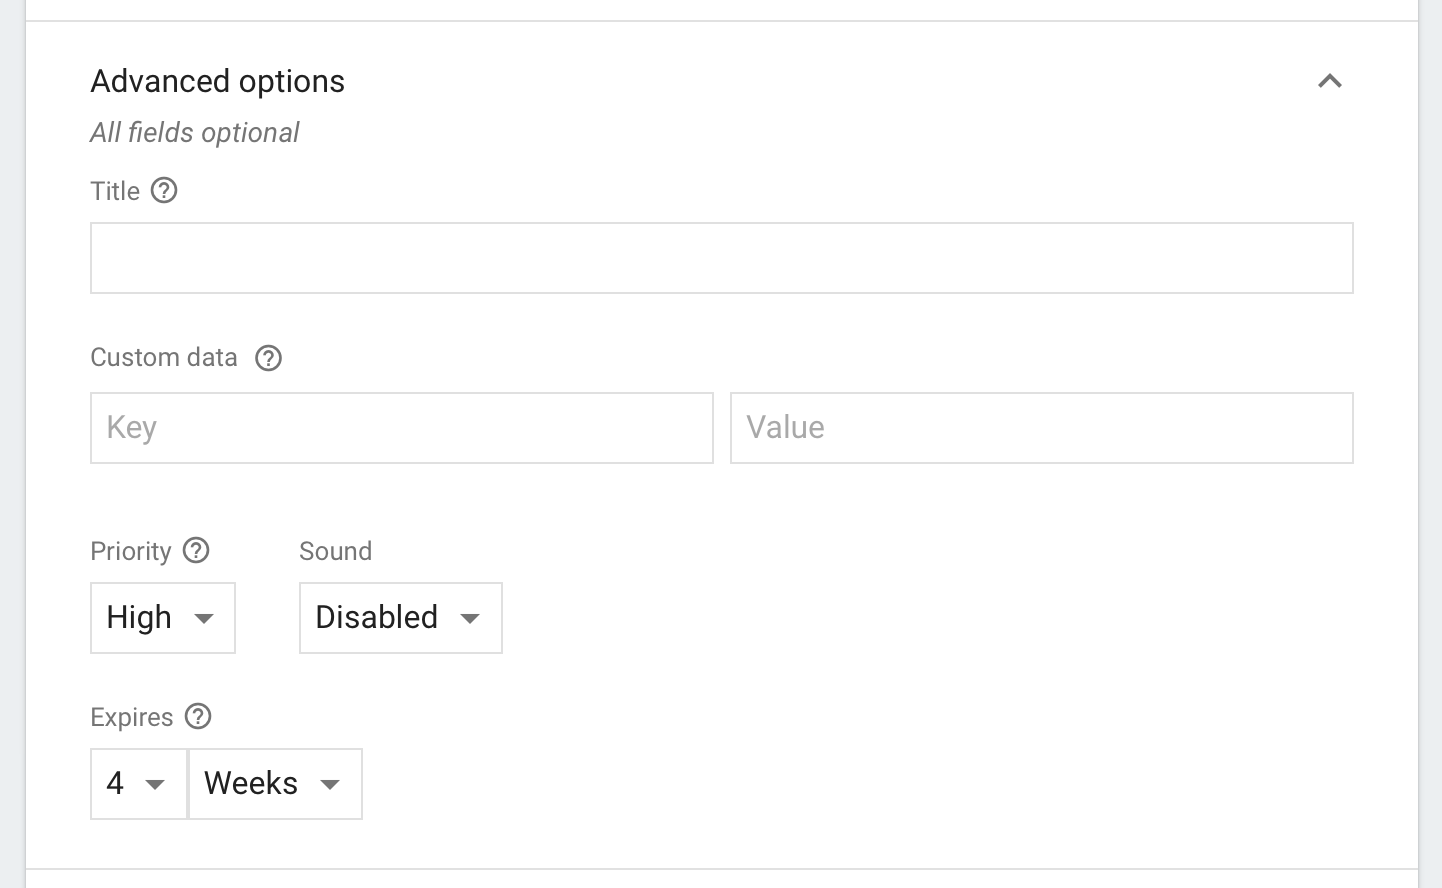 Advanced options
All fields optional
Title
Custom data
Key Value
Priority Sound
High Disabled
Expires
4 Weeks